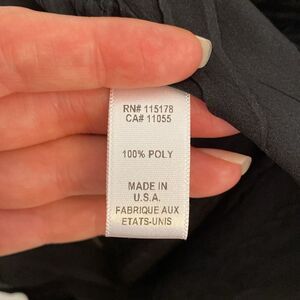 RN# 115178
CA# 11055
100% POLY
MADE IN
U.S.A.
FABRIQUE AUX
ETATS-UNIS